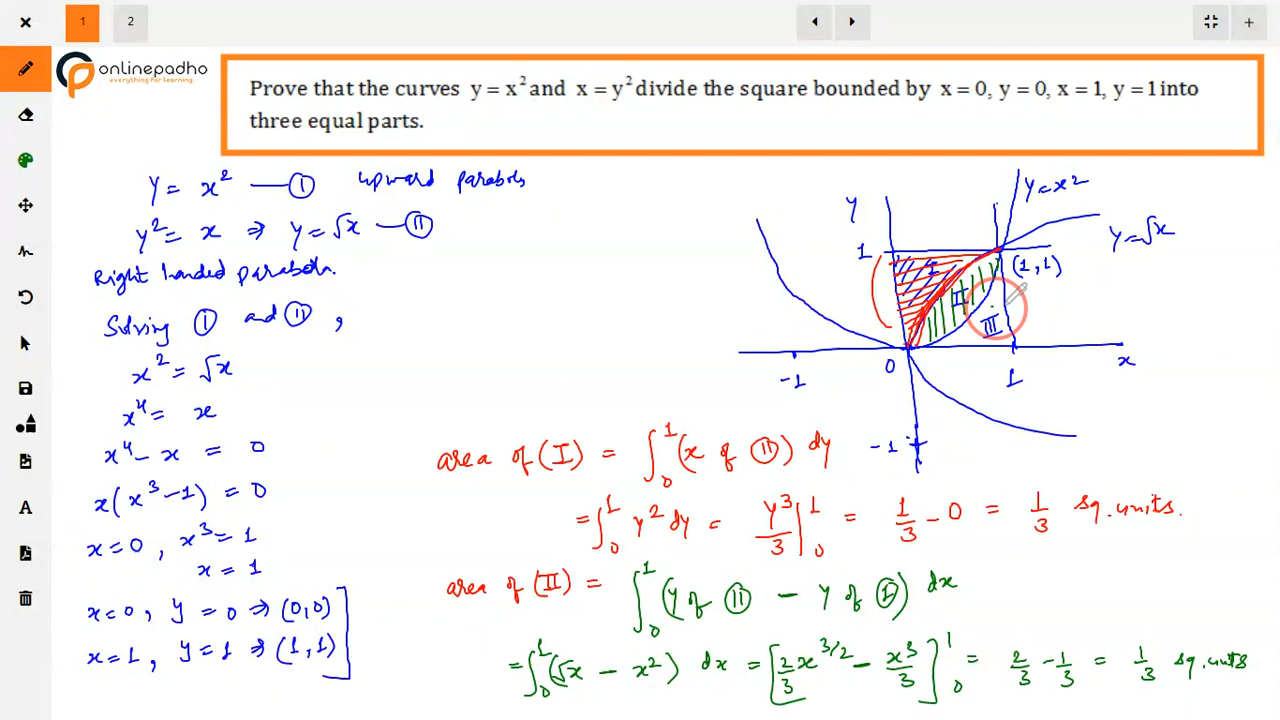 1 2
onlinepadho
everything for learning.
Prove that the curves y = x² and x = y² divide the square bounded by x = 0, y = 0, x = 1, y = 1 into
three equal parts.
y = x² —Ⓘ upward parabola
y² = x ⇒ y = √x —Ⓘⓘ
Right handed parabola.
Solving Ⓘ and Ⓘⓘ ,
x² = √x
x⁴ = x
x⁴ - x = 0
x(x³ -1) = 0
x=0 , x³ = 1
x = 1
x=0 , y = 0 ⇒ (0,0)
x=1 , y=1 ⇒ (1,1)
y
y=x²
y=√x
1
(1,1)
I
II
III
-1
0
1
x
-1
area of (I) = ∫₀¹ (x of Ⓘⓘ) dy
= ∫₀¹ y² dy = y³/3 |₀¹ = 1/3 - 0 = 1/3 sq.units.
area of (II) = ∫₀¹ (y of Ⓘⓘ - y of Ⓘ) dx
= ∫₀¹ (√x - x²) dx = [2/3 x^3/2 - x³/3]₀¹ = 2/3 - 1/3 = 1/3 sq.units
A